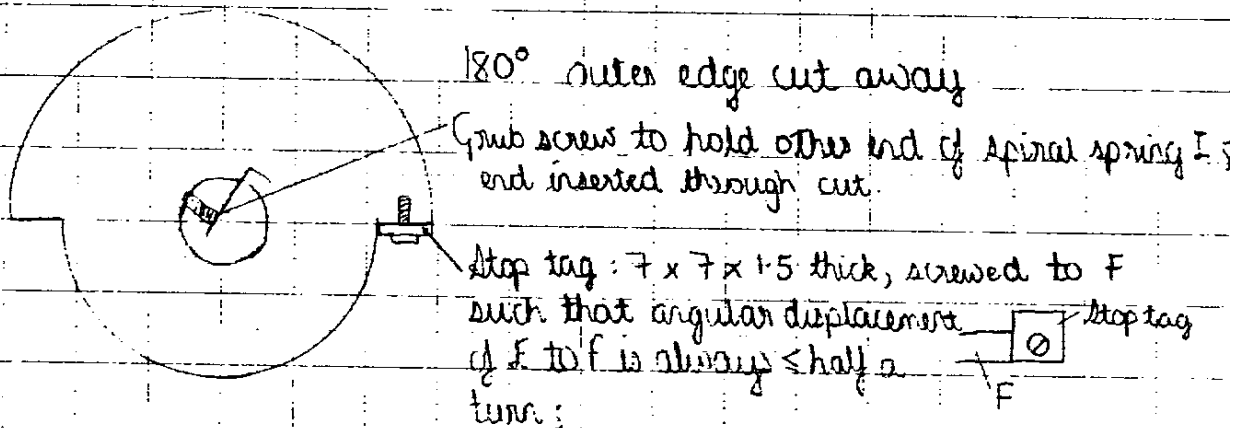 180° outer edge cut away
Grub screw to hold other end of spiral spring I ;
end inserted through cut.
Stop tag : 7 x 7 x 1·5 thick, screwed to F
such that angular displacement
of E to F is always ≤ half a
turn :
Stop tag
F